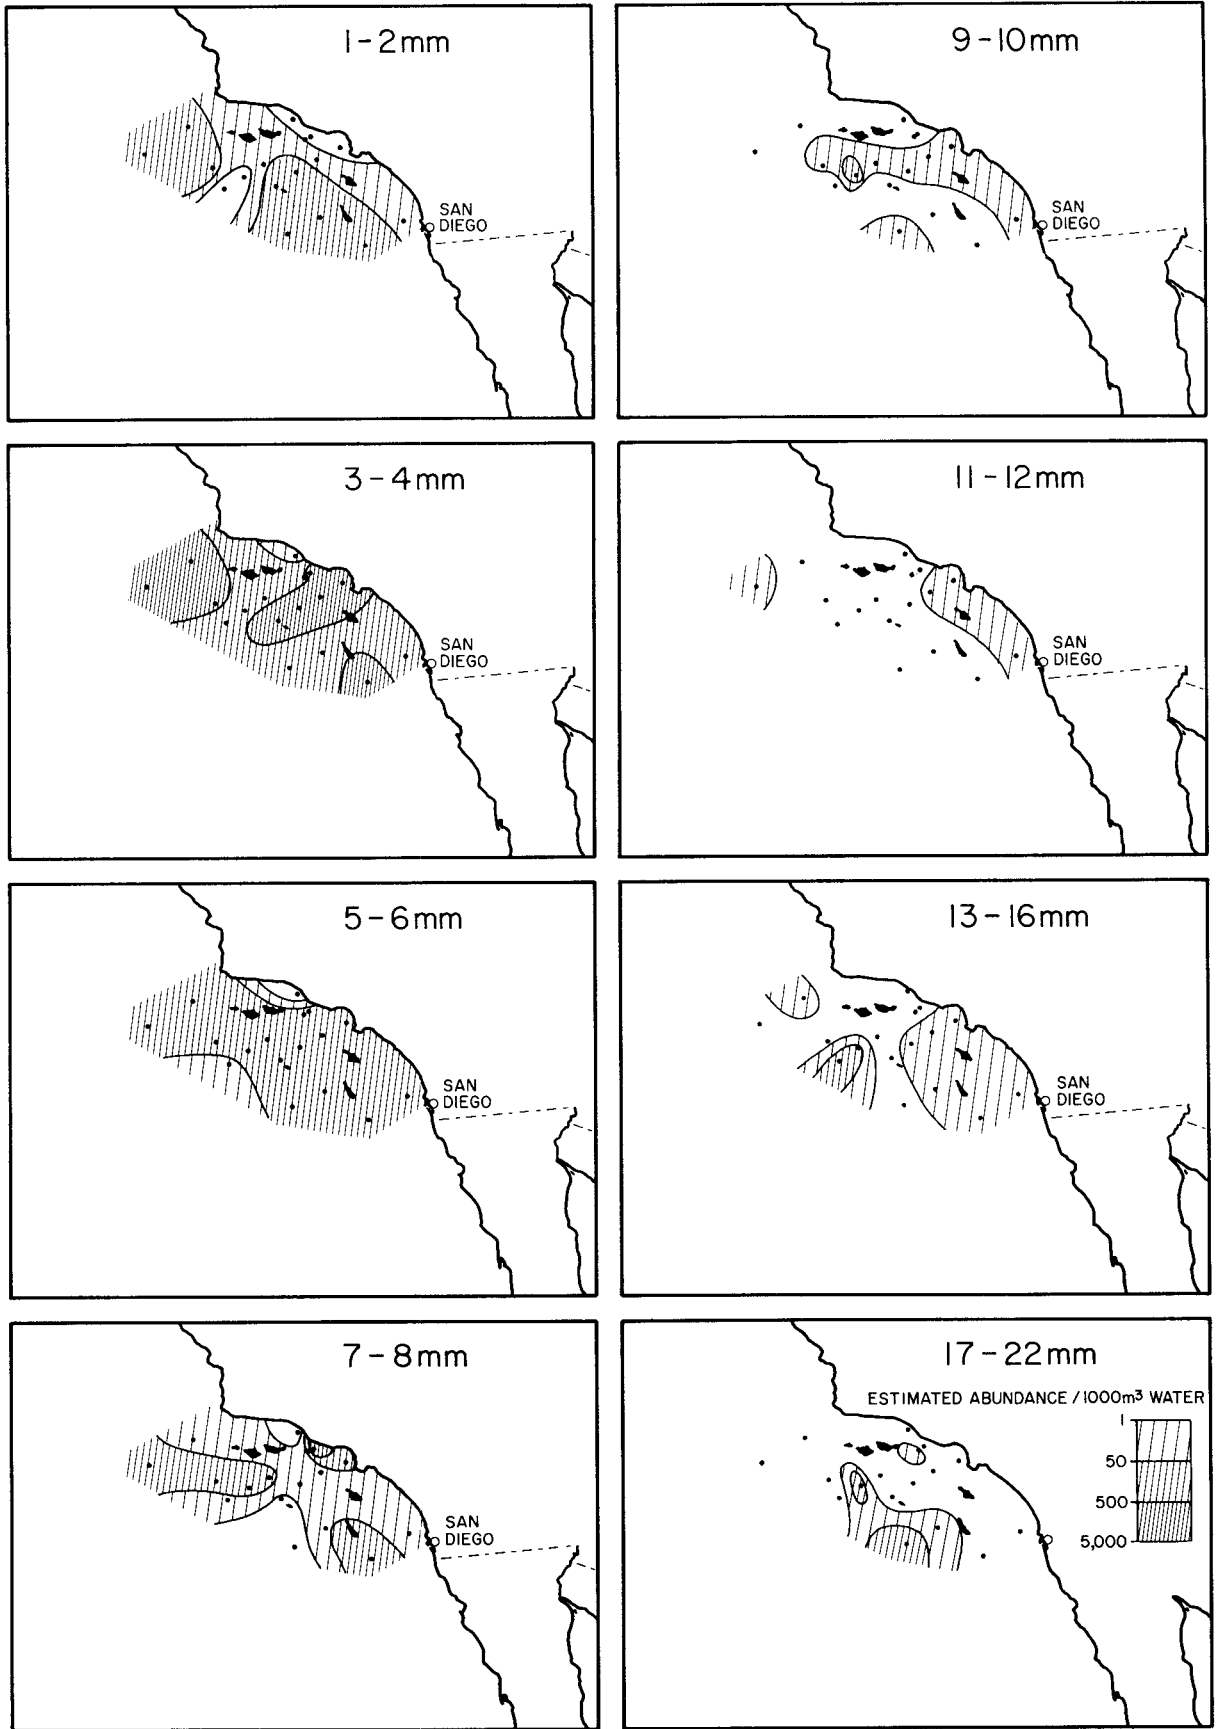 1-2mm
SAN
DIEGO
9-10mm
SAN
DIEGO
3-4mm
SAN
DIEGO
11-12mm
SAN
DIEGO
5-6mm
SAN
DIEGO
13-16mm
SAN
DIEGO
7-8mm
SAN
DIEGO
17-22mm
ESTIMATED ABUNDANCE / 1000m³ WATER
1
50
500
5,000